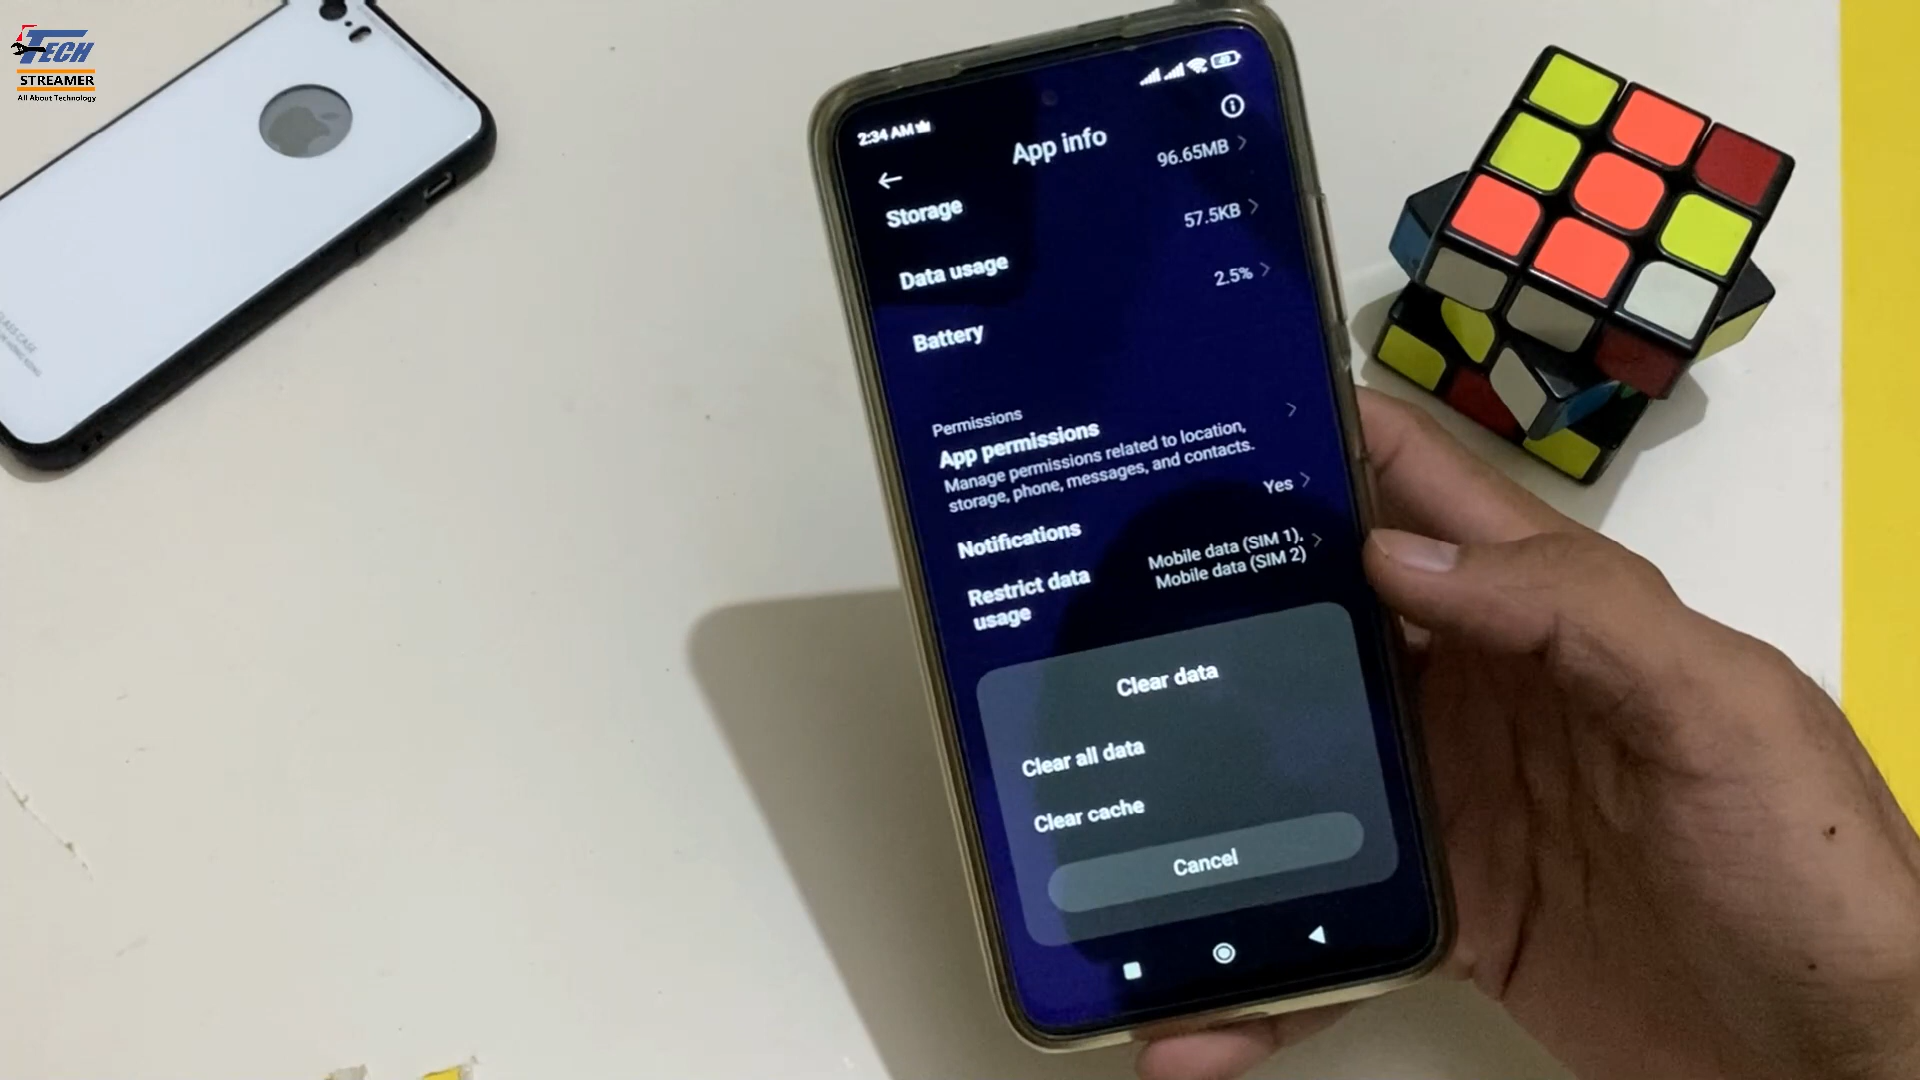 TECH
STREAMER
All About Technology
2:34 AM
App info
Storage
96.65MB
Data usage
57.5KB
Battery
2.5%
Permissions
App permissions
Manage permissions related to location,
storage, phone, messages, and contacts.
Notifications
Yes
Restrict data
usage
Mobile data (SIM 1).
Mobile data (SIM 2)
Clear data
Clear all data
Clear cache
Cancel